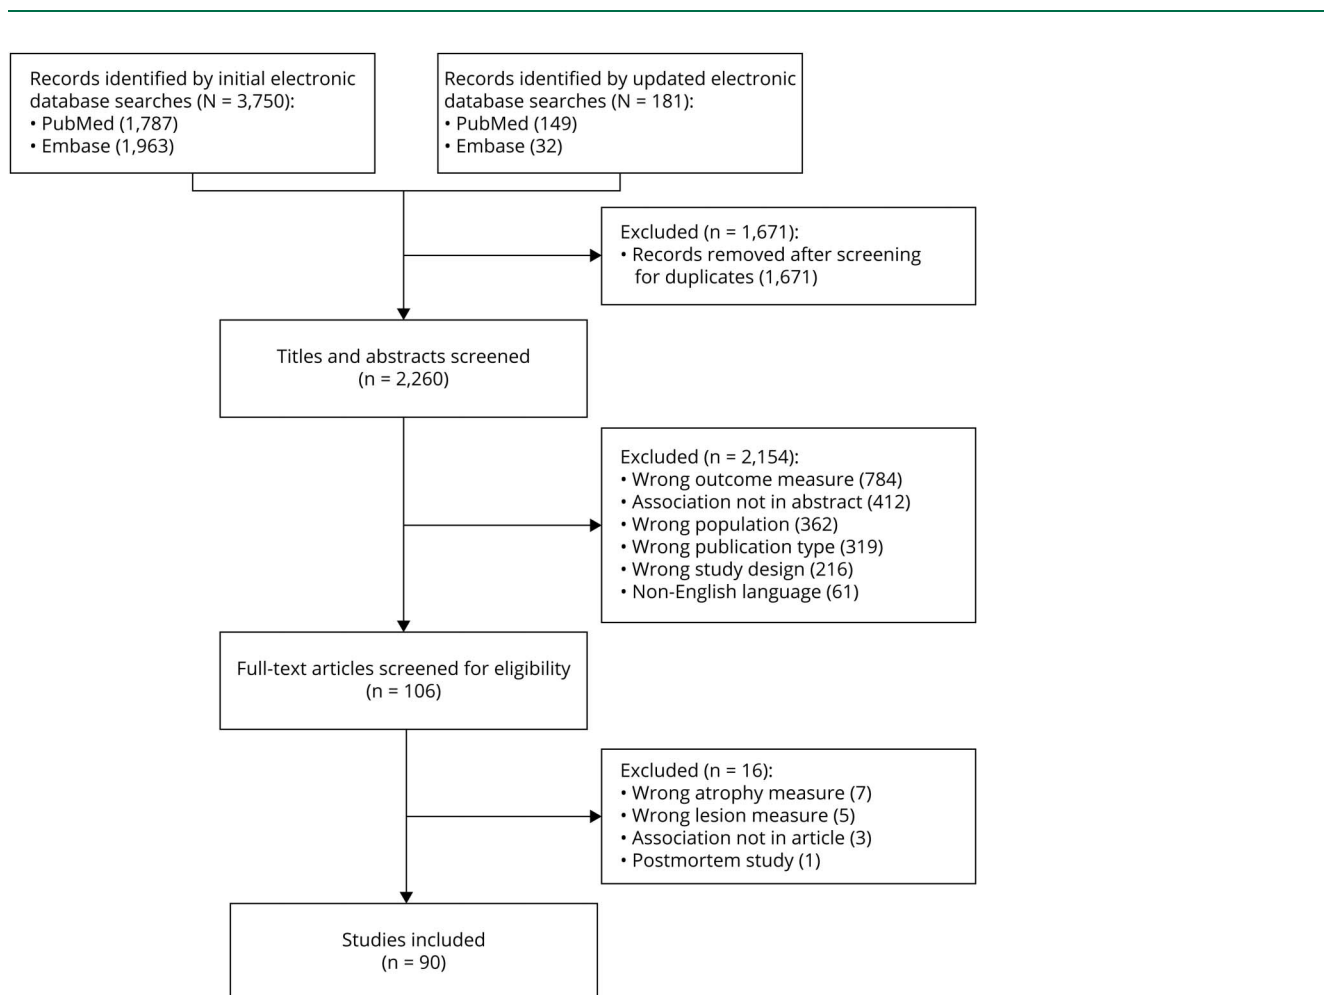 Records identified by initial electronic
database searches (N = 3,750):
• PubMed (1,787)
• Embase (1,963)
Records identified by updated electronic
database searches (N = 181):
• PubMed (149)
• Embase (32)
Excluded (n = 1,671):
• Records removed after screening
for duplicates (1,671)
Titles and abstracts screened
(n = 2,260)
Excluded (n = 2,154):
• Wrong outcome measure (784)
• Association not in abstract (412)
• Wrong population (362)
• Wrong publication type (319)
• Wrong study design (216)
• Non-English language (61)
Full-text articles screened for eligibility
(n = 106)
Excluded (n = 16):
• Wrong atrophy measure (7)
• Wrong lesion measure (5)
• Association not in article (3)
• Postmortem study (1)
Studies included
(n = 90)